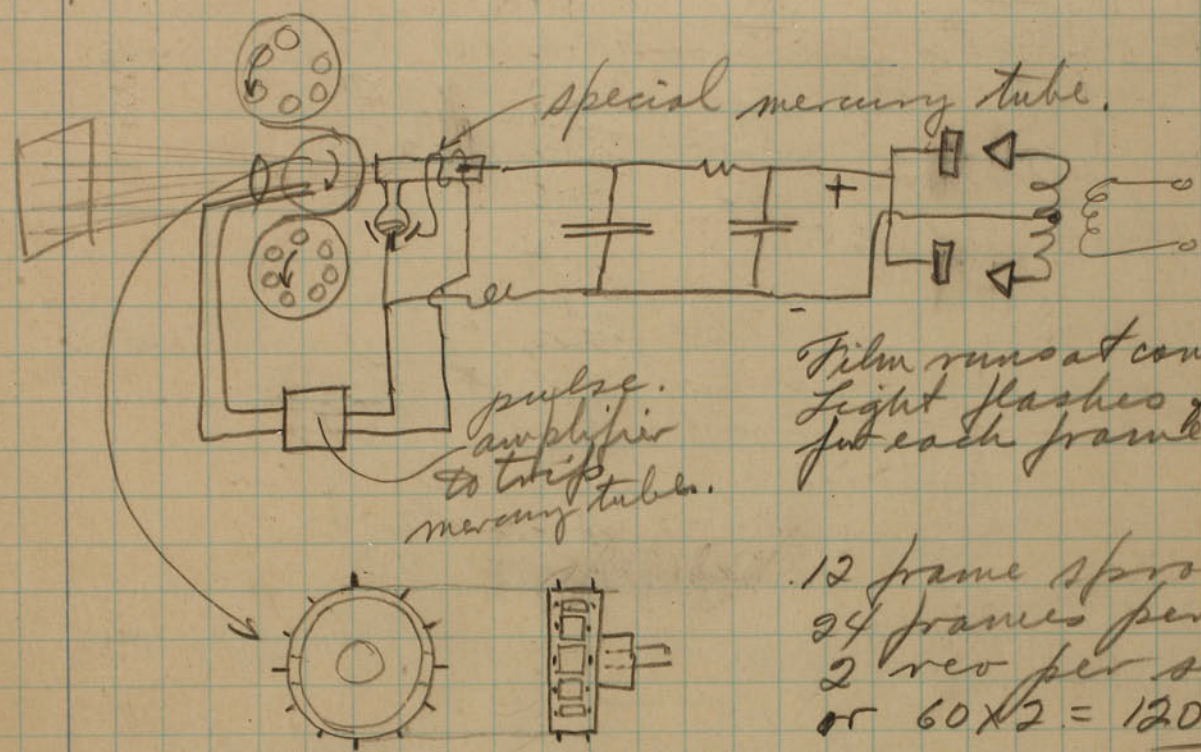 special mercury tube.
+
-
Film runs at con
Light flashes
for each frame
pulse.
amplifier
to trip
mercury tube.
12 frame spro
24 frames per
2 rev per s
or 60 x 2 = 120